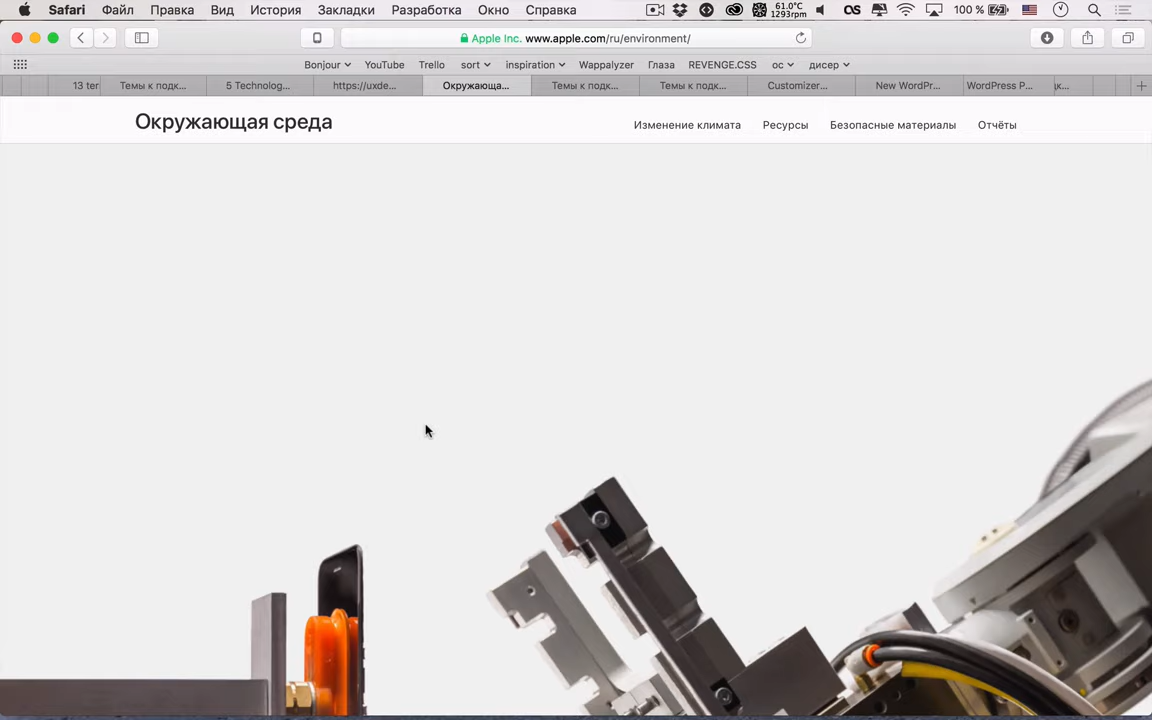 Safari Файл Правка Вид История Закладки Разработка Окно Справка 61.0°C 1293rpm 100 %
Apple Inc. www.apple.com/ru/environment/
Bonjour YouTube Trello sort inspiration Wappalyzer Глаза REVENGE.CSS ос дисер
13 ter Темы к подк... 5 Technolog... https://uxde... Окружающа... Темы к подк... Темы к подк... Customizer... New WordPr... WordPress P... к...
Окружающая среда Изменение климата Ресурсы Безопасные материалы Отчёты